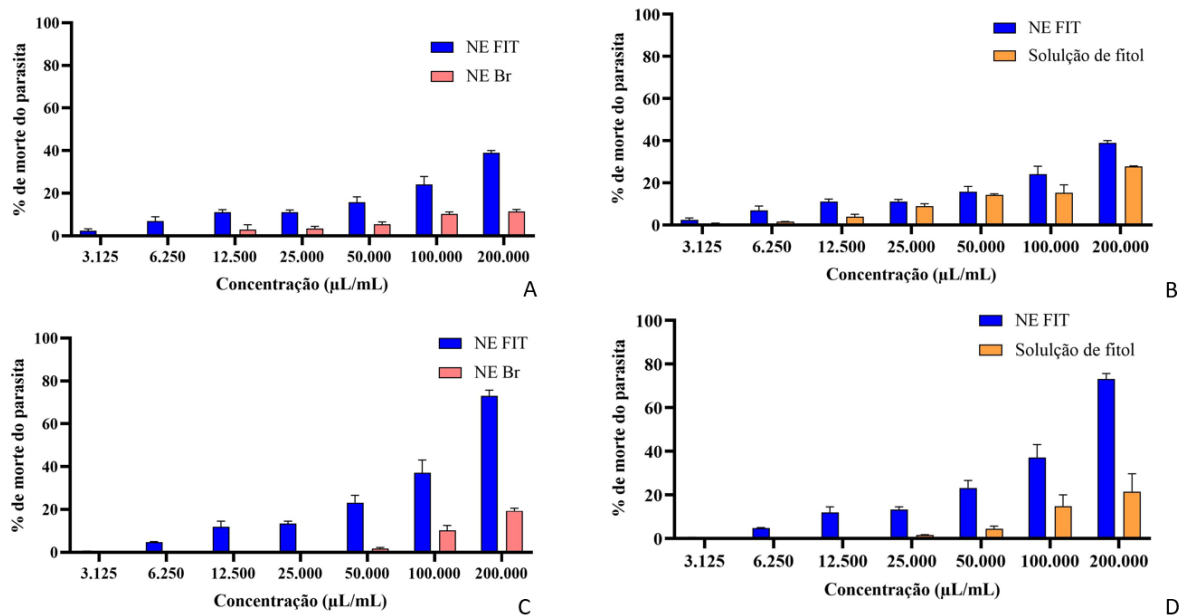 % de morte do parasita
100
80
60
40
20
0
NE FIT
NE Br
3.125 6.250 12.500 25.000 50.000 100.000 200.000
Concentração (µL/mL)
A
% de morte do parasita
100
80
60
40
20
0
NE FIT
Solulção de fitol
3.125 6.250 12.500 25.000 50.000 100.000 200.000
Concentração (µL/mL)
B
% de morte do parasita
100
80
60
40
20
0
NE FIT
NE Br
3.125 6.250 12.500 25.000 50.000 100.000 200.000
Concentração (µL/mL)
C
% de morte do parasita
100
80
60
40
20
0
NE FIT
Solulção de fitol
3.125 6.250 12.500 25.000 50.000 100.000 200.000
Concentração (µL/mL)
D